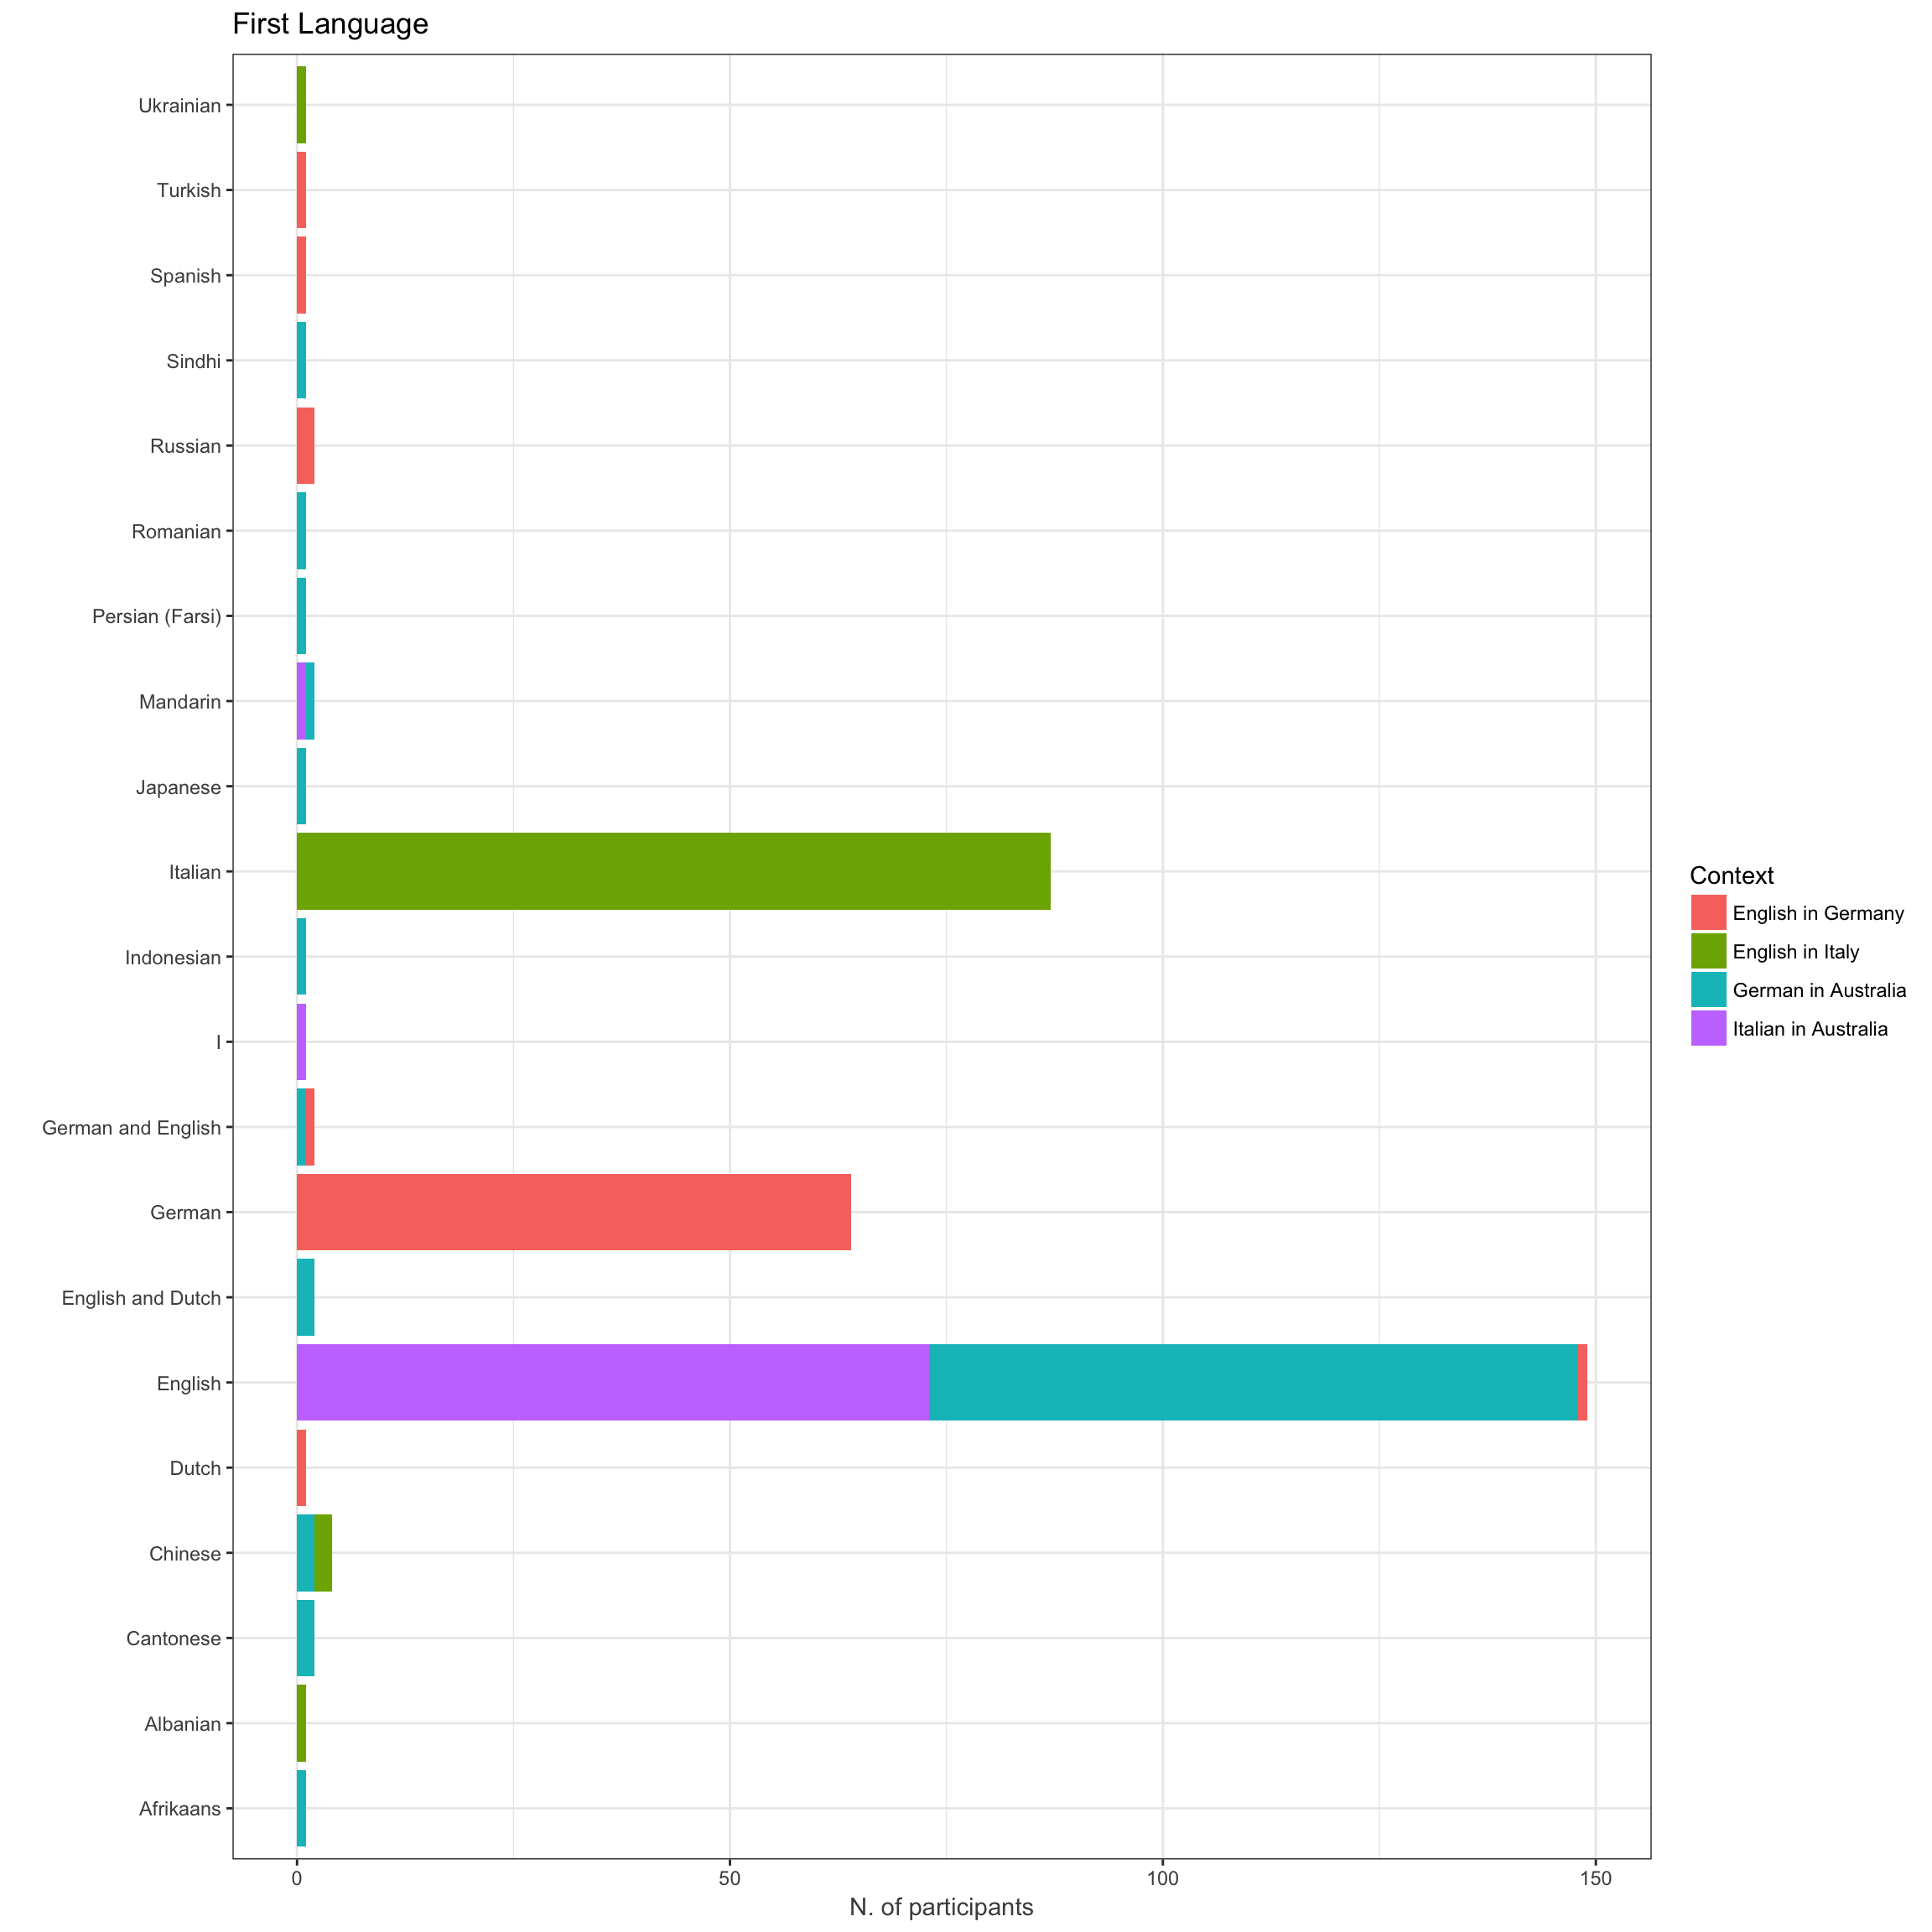 First Language
Ukrainian
Turkish
Spanish
Sindhi
Russian
Romanian
Persian (Farsi)
Mandarin
Japanese
Italian
Indonesian
I
German and English
German
English and Dutch
English
Dutch
Chinese
Cantonese
Albanian
Afrikaans
0 50 100 150
N. of participants
Context
English in Germany
English in Italy
German in Australia
Italian in Australia